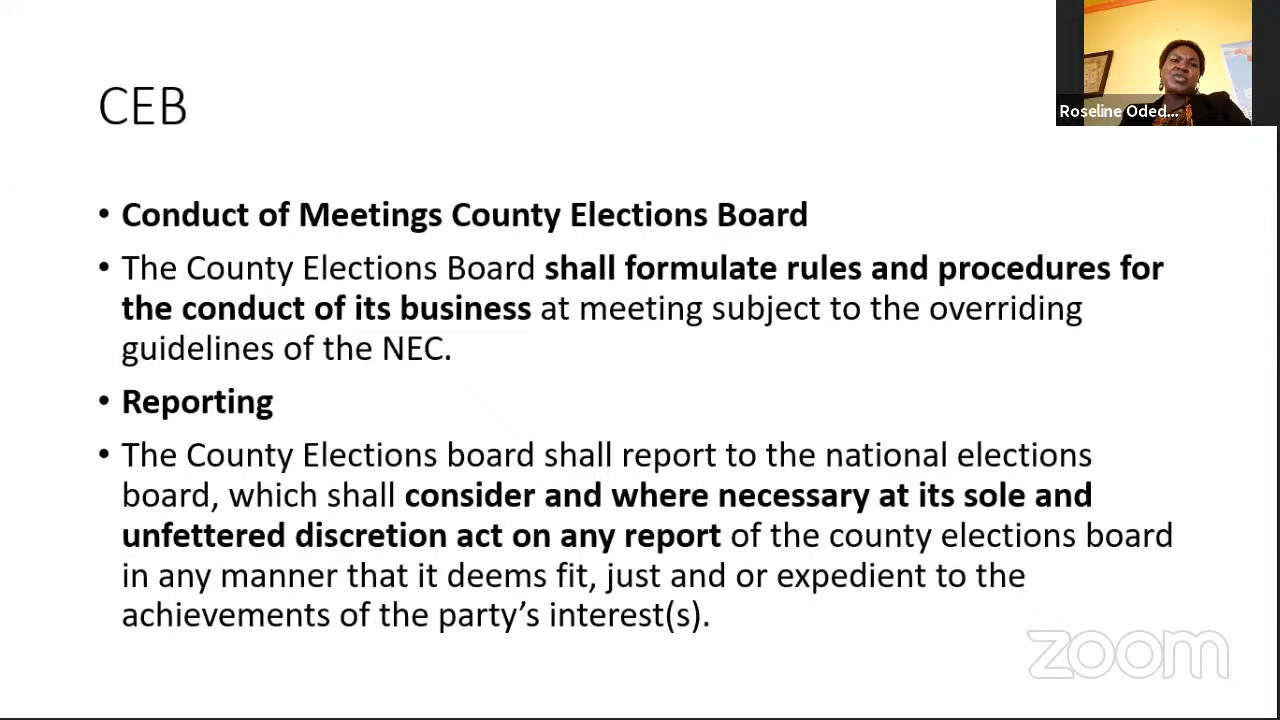 Roseline Oded...
CEB
• Conduct of Meetings County Elections Board
• The County Elections Board shall formulate rules and procedures for
the conduct of its business at meeting subject to the overriding
guidelines of the NEC.
• Reporting
• The County Elections board shall report to the national elections
board, which shall consider and where necessary at its sole and
unfettered discretion act on any report of the county elections board
in any manner that it deems fit, just and or expedient to the
achievements of the party’s interest(s).
zoom